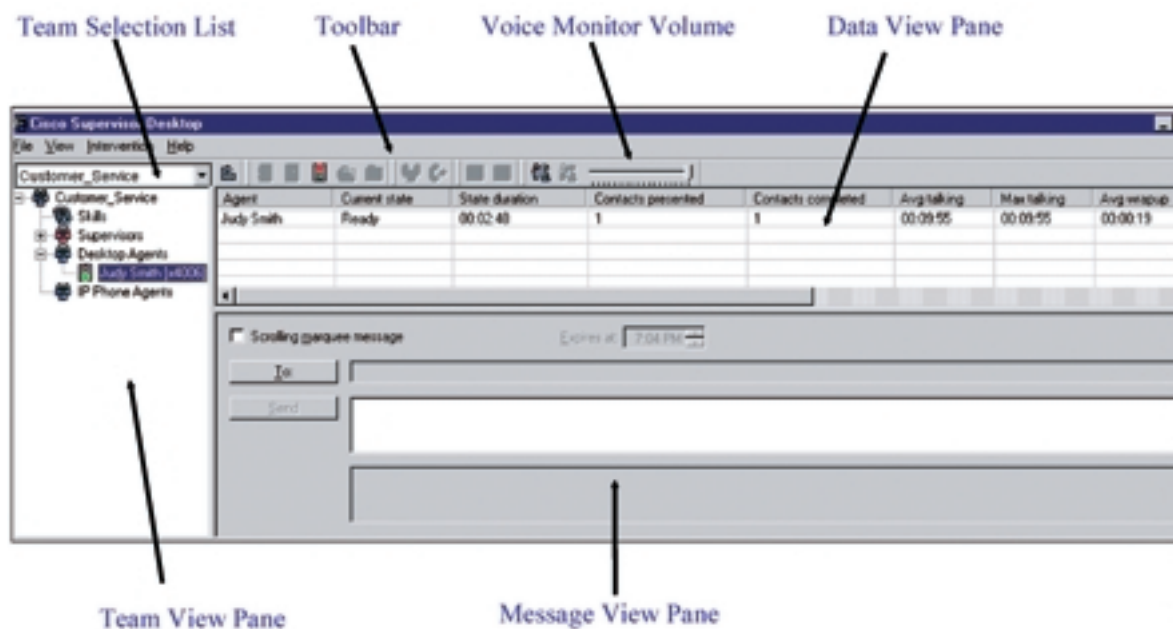 Team Selection List
Toolbar
Voice Monitor Volume
Data View Pane
Cisco Supervisor Desktop
File View Intervention Help
Customer_Service
Agent Current state State duration Contacts presented Contacts completed Avg talking Max talking Avg wrapup
Judy Smith Ready 00:02:48 1 1 00:09:55 00:09:55 00:00:19
Customer_Service
Skills
Supervisors
Desktop Agents
Judy Smith [x4006]
IP Phone Agents
Scrolling marquee message
Expires at 7:04 PM
To:
Send
Team View Pane
Message View Pane